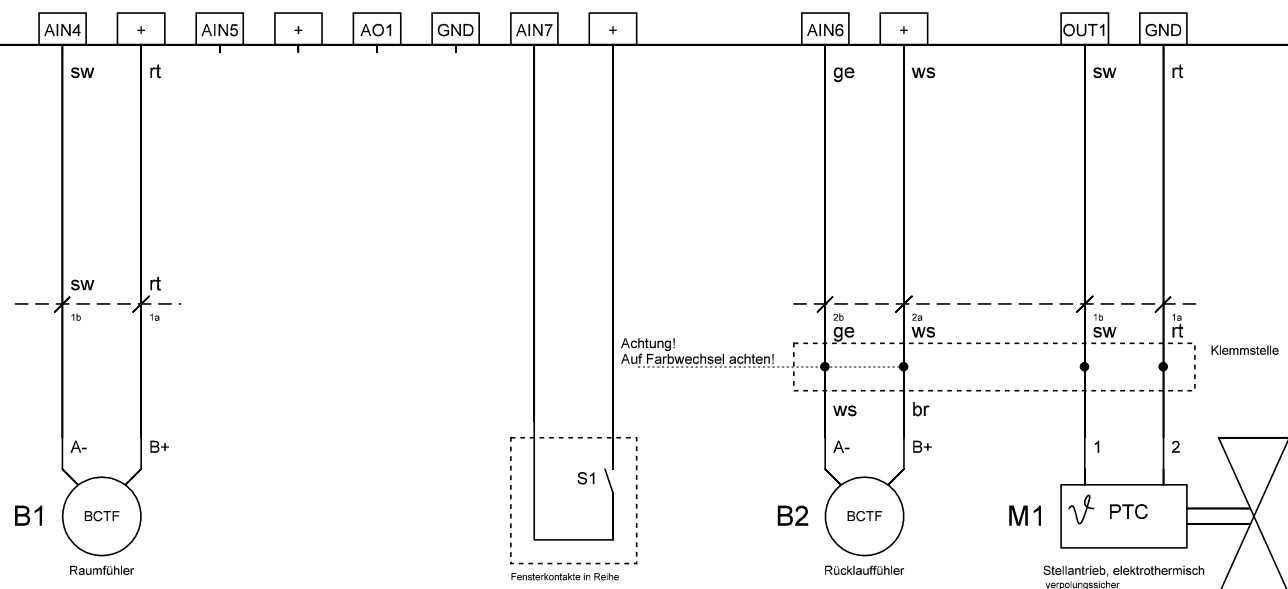 AIN4 + AIN5 + AO1 GND AIN7 + AIN6 + OUT1 GND
sw rt ge ws sw rt
sw rt
1b 1a 2b 2a 1b 1a
ge ws sw rt
Achtung!
Auf Farbwechsel achten!
Klemmstelle
ws br
A- B+ A- B+ 1 2
S1
B1 BCTF B2 BCTF M1 PTC
Raumfühler
Fensterkontakte in Reihe
Rücklauffühler
Stellantrieb, elektrothermisch
verpolungssicher